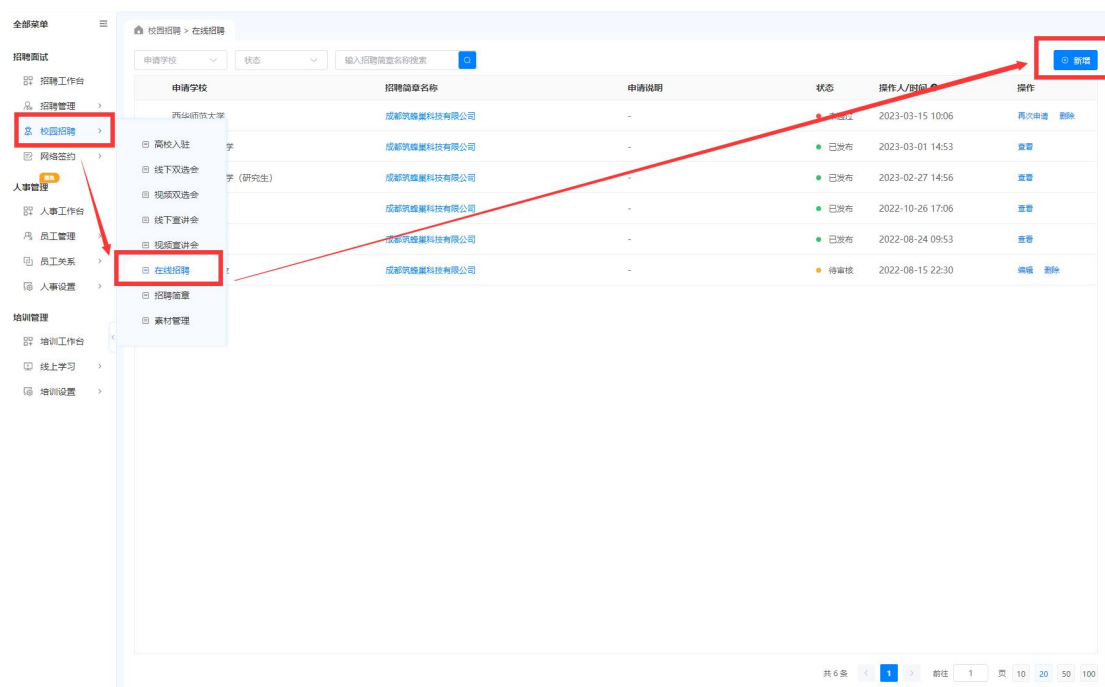 全部菜单
校园招聘 > 在线招聘
招聘面试
申请学校
状态
输入招聘简章名称搜索
新增
招聘工作台
申请学校 招聘简章名称 申请说明 状态 操作人/时间 操作
招聘管理
西华师范大学 成都筑蜂巢科技有限公司 2023-03-15 10:06 再次申请 删除
校园招聘
高校入驻
学 成都筑蜂巢科技有限公司 - 已发布 2023-03-01 14:53 查看
网络签约
线下双选会
学（研究生） 成都筑蜂巢科技有限公司 - 已发布 2023-02-27 14:56 查看
人事管理
视频双选会
人事工作台
成都筑蜂巢科技有限公司 - 已发布 2022-10-26 17:06 查看
线下宣讲会
员工管理
视频宣讲会
成都筑蜂巢科技有限公司 - 已发布 2022-08-24 09:53 查看
员工关系
在线招聘
成都筑蜂巢科技有限公司 - 待审核 2022-08-15 22:30 编辑 删除
人事设置
招聘简章
培训管理
素材管理
培训工作台
线上学习
培训设置
共 6 条 < 1 > 前往 1 页 10 20 50 100